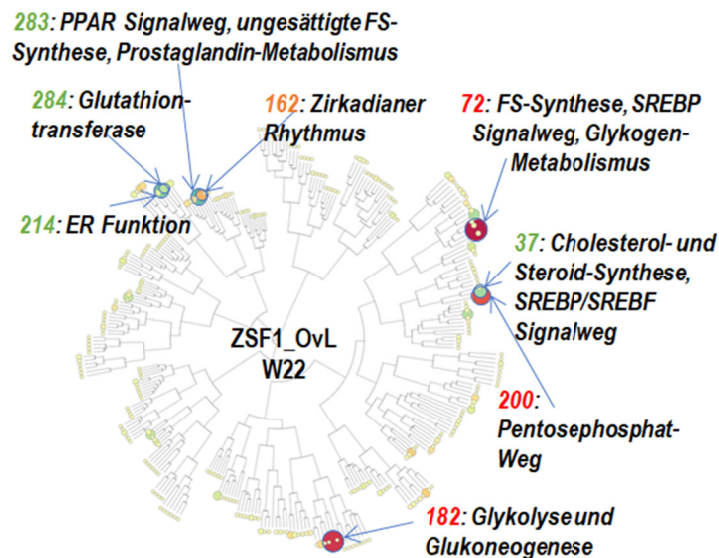 283: PPAR Signalweg, ungesättigte FS-
Synthese, Prostaglandin-Metabolismus
284: Glutathion-
transferase
162: Zirkadianer
Rhythmus
72: FS-Synthese, SREBP
Signalweg, Glykogen-
Metabolismus
214: ER Funktion
37: Cholesterol- und
Steroid-Synthese,
SREBP/SREBF
Signalweg
ZSF1_OvL
W22
200:
Pentosephosphat-
Weg
182: Glykolyse und
Glukoneogenese